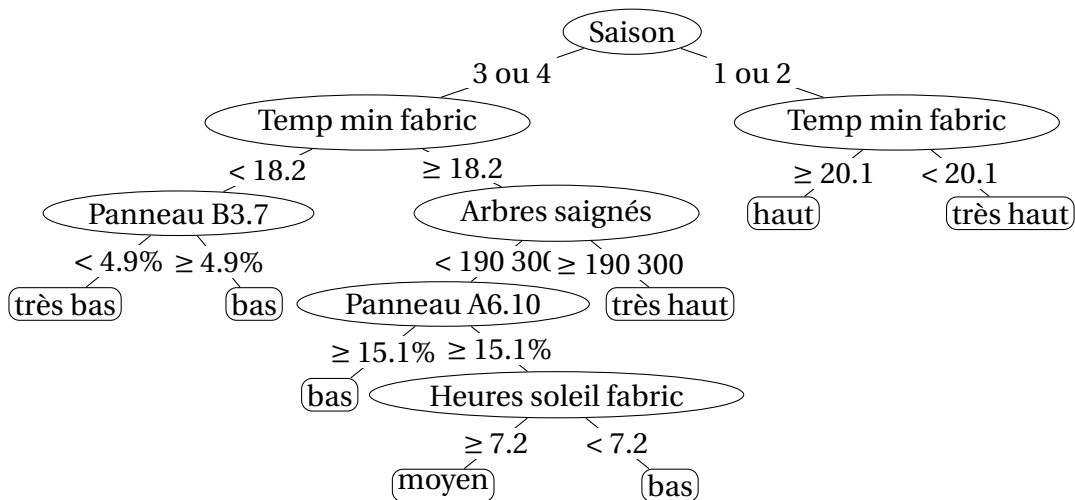 Saison
3 ou 4 1 ou 2
Temp min fabric Temp min fabric
< 18.2 ≥ 18.2 ≥ 20.1 < 20.1
Panneau B3.7 Arbres saignés haut très haut
< 4.9% ≥ 4.9% < 190 300 ≥ 190 300
très bas bas Panneau A6.10 très haut
≥ 15.1% ≥ 15.1%
bas Heures soleil fabric
≥ 7.2 < 7.2
moyen bas